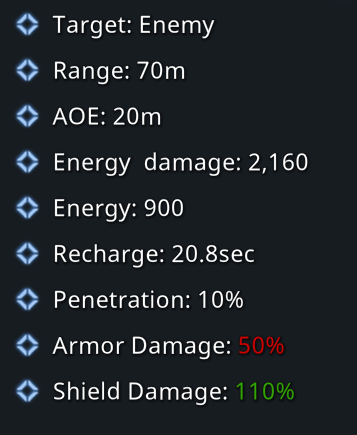 Target: Enemy
Range: 70m
AOE: 20m
Energy  damage: 2,160
Energy: 900
Recharge: 20.8sec
Penetration: 10%
Armor Damage: 50%
Shield Damage: 110%